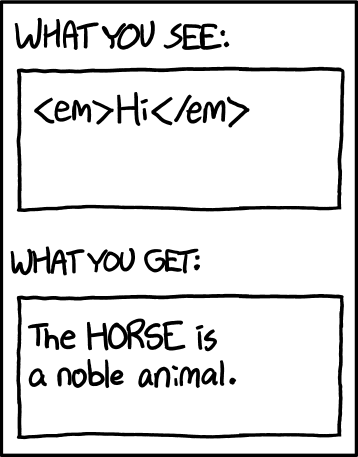 WHAT YOU SEE:
<em>Hi</em>
WHAT YOU GET:
The HORSE is
a noble animal.